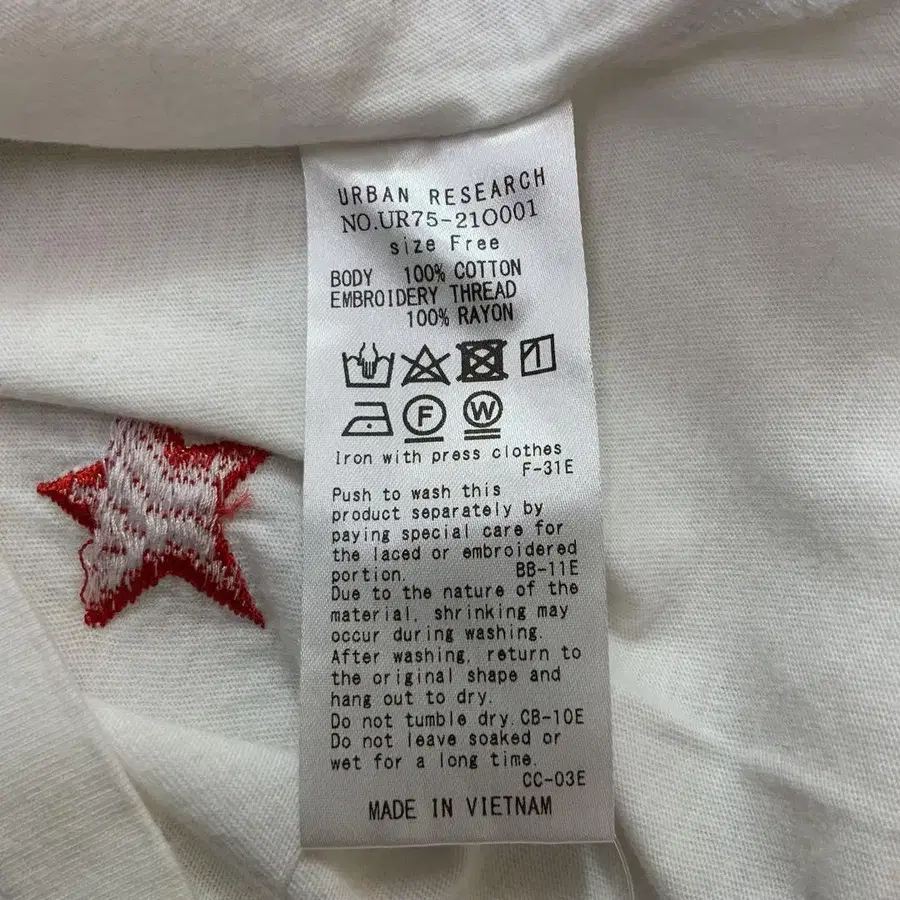 URBAN RESEARCH
NO.UR75-21O001
size Free
BODY 100% COTTON
EMBROIDERY THREAD
100% RAYON
F W
Iron with press clothes
F-31E
Push to wash this
product separately by
paying special care for
the laced or embroidered
portion. BB-11E
Due to the nature of the
material, shrinking may
occur during washing.
After washing, return to
the original shape and
hang out to dry.
Do not tumble dry. CB-10E
Do not leave soaked or
wet for a long time.
CC-03E
MADE IN VIETNAM